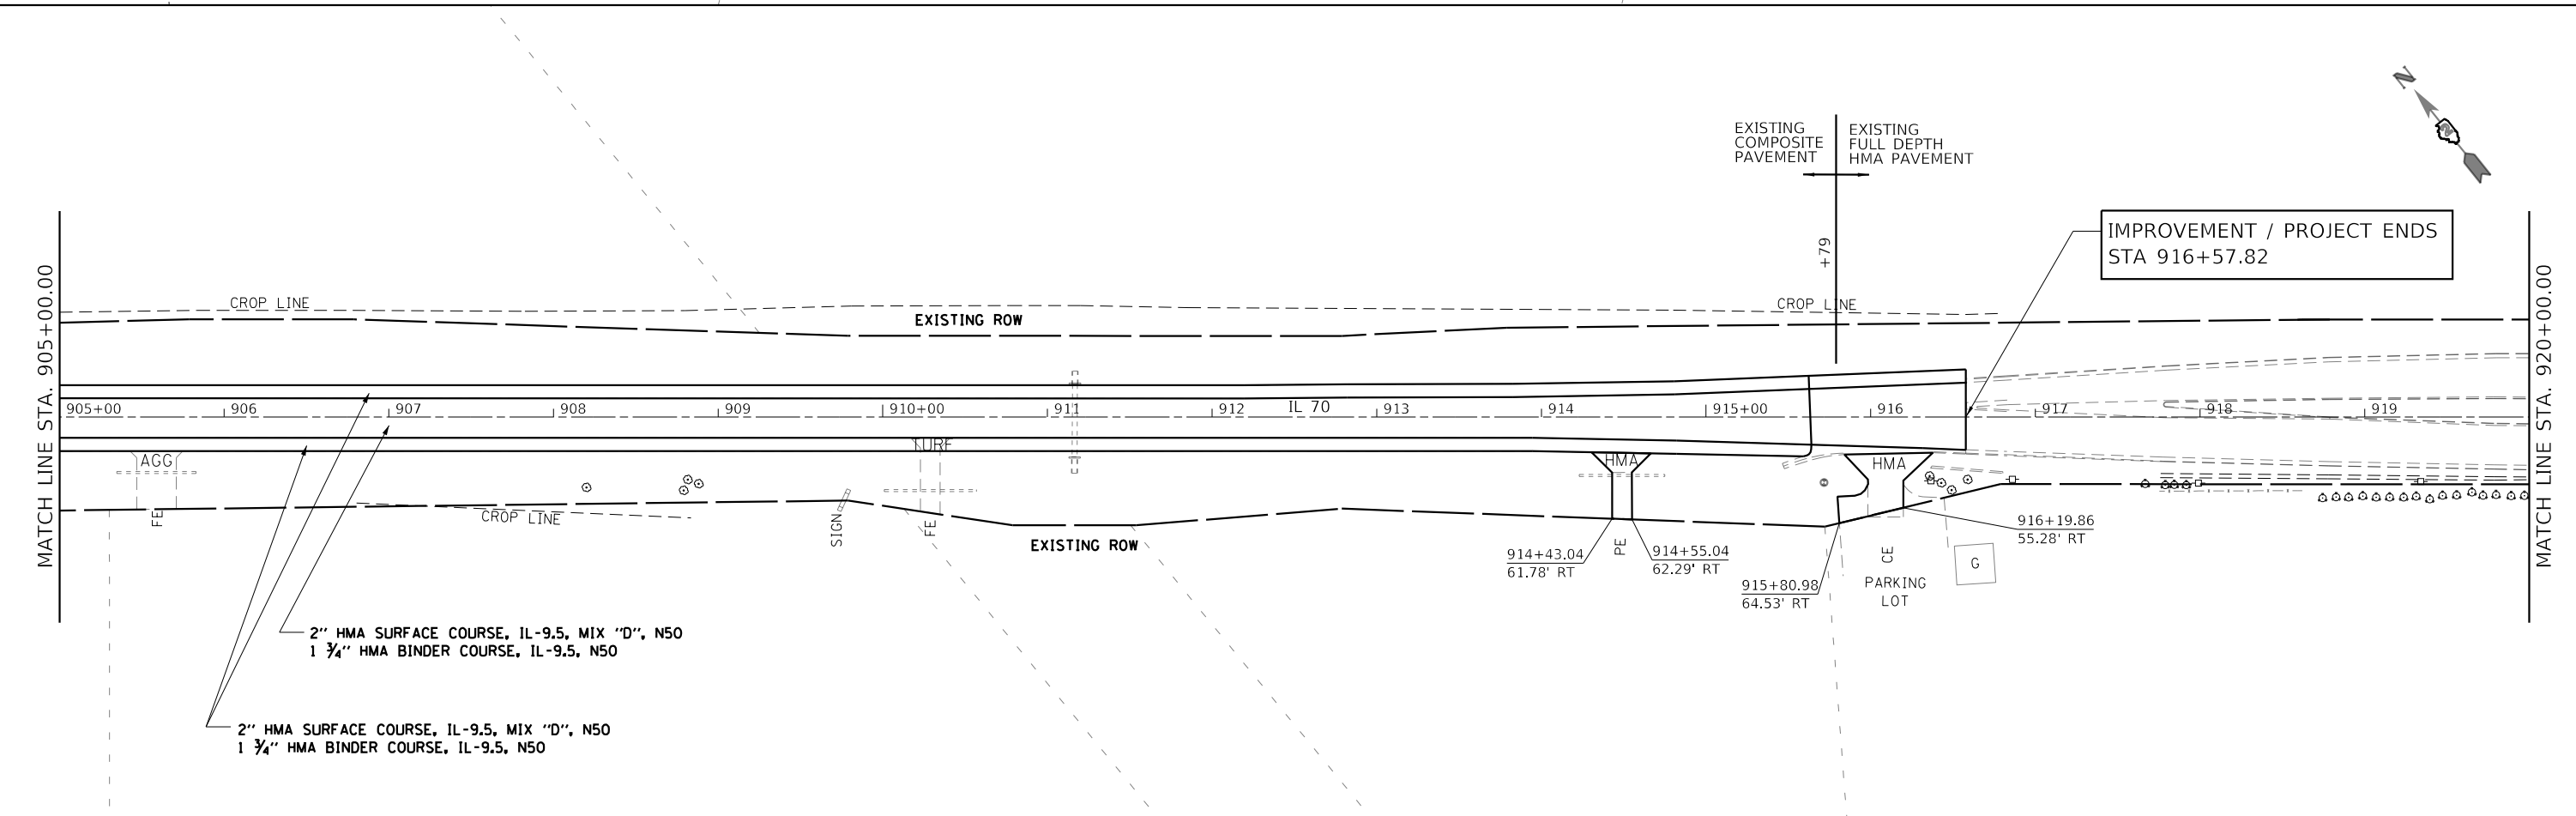 N
2
EXISTING
COMPOSITE
PAVEMENT
EXISTING
FULL DEPTH
HMA PAVEMENT
+79
IMPROVEMENT / PROJECT ENDS
STA 916+57.82
MATCH LINE STA. 905+00.00
MATCH LINE STA. 920+00.00
CROP LINE
CROP LINE
EXISTING ROW
905+00
906
907
908
909
910+00
911
912
IL 70
913
914
915+00
916
917
918
919
AGG
TURF
HMA
HMA
FE
CROP LINE
SIGN
FE
EXISTING ROW
914+43.04
61.78' RT
PE
914+55.04
62.29' RT
915+80.98
64.53' RT
CE
PARKING
LOT
G
916+19.86
55.28' RT
2" HMA SURFACE COURSE, IL-9.5, MIX "D", N50
1 ¾" HMA BINDER COURSE, IL-9.5, N50
2" HMA SURFACE COURSE, IL-9.5, MIX "D", N50
1 ¾" HMA BINDER COURSE, IL-9.5, N50